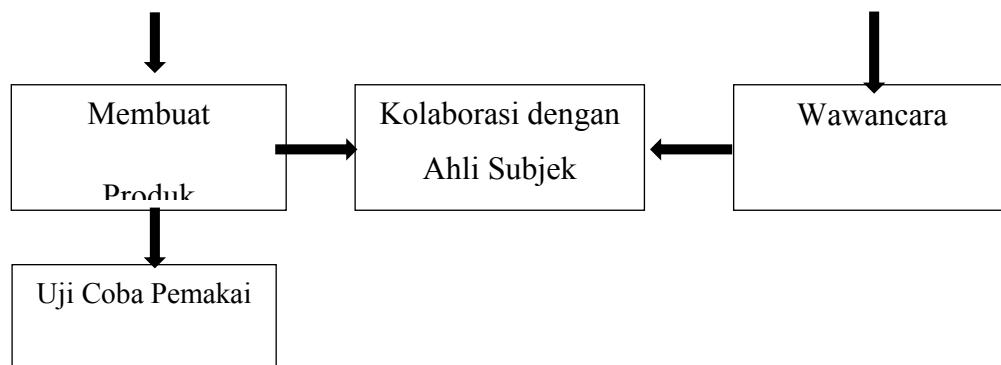 Membuat
Produk
Kolaborasi dengan
Ahli Subjek
Wawancara
Uji Coba Pemakai